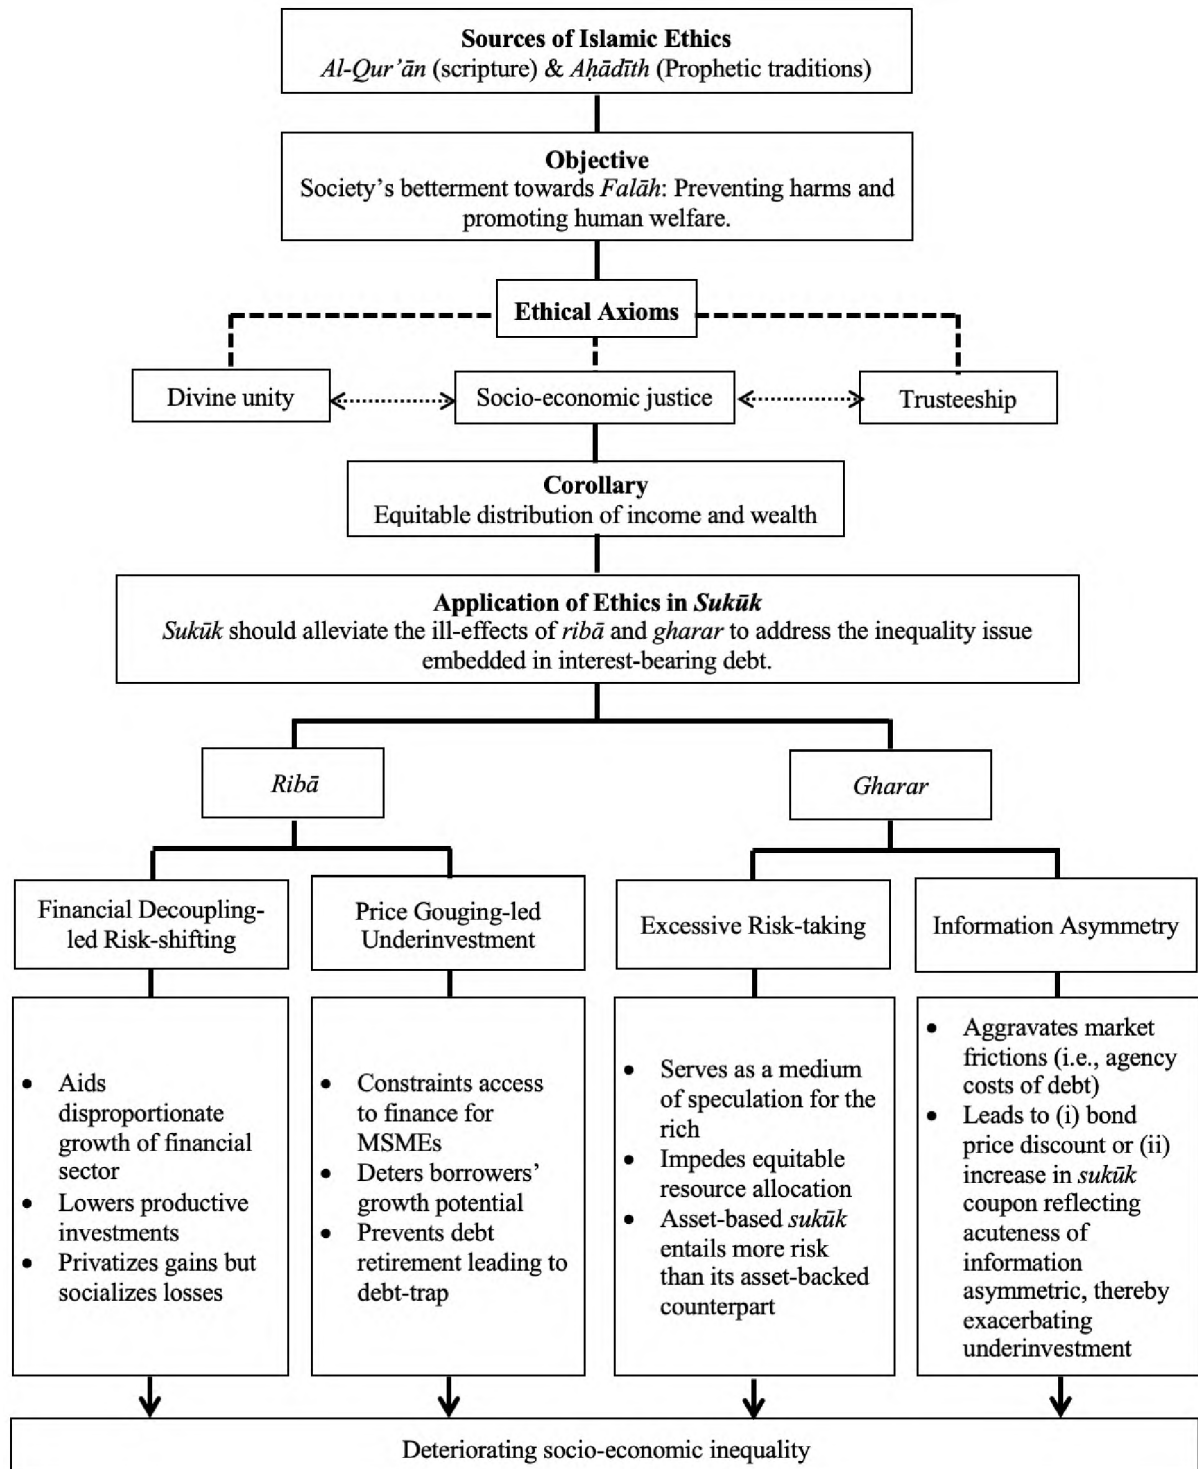 Sources of Islamic Ethics
Al-Qur’ān (scripture) & Aḥādīth (Prophetic traditions)
Objective
Society’s betterment towards Falāh: Preventing harms and
promoting human welfare.
Ethical Axioms
Divine unity
Socio-economic justice
Trusteeship
Corollary
Equitable distribution of income and wealth
Application of Ethics in Sukūk
Sukūk should alleviate the ill-effects of ribā and gharar to address the inequality issue
embedded in interest-bearing debt.
Ribā
Gharar
Financial Decoupling-
led Risk-shifting
Price Gouging-led
Underinvestment
Excessive Risk-taking
Information Asymmetry
• Aids
disproportionate
growth of financial
sector
• Lowers productive
investments
• Privatizes gains but
socializes losses
• Constraints access
to finance for
MSMEs
• Deters borrowers’
growth potential
• Prevents debt
retirement leading to
debt-trap
• Serves as a medium
of speculation for the
rich
• Impedes equitable
resource allocation
• Asset-based sukūk
entails more risk
than its asset-backed
counterpart
• Aggravates market
frictions (i.e., agency
costs of debt)
• Leads to (i) bond
price discount or (ii)
increase in sukūk
coupon reflecting
acuteness of
information
asymmetric, thereby
exacerbating
underinvestment
Deteriorating socio-economic inequality